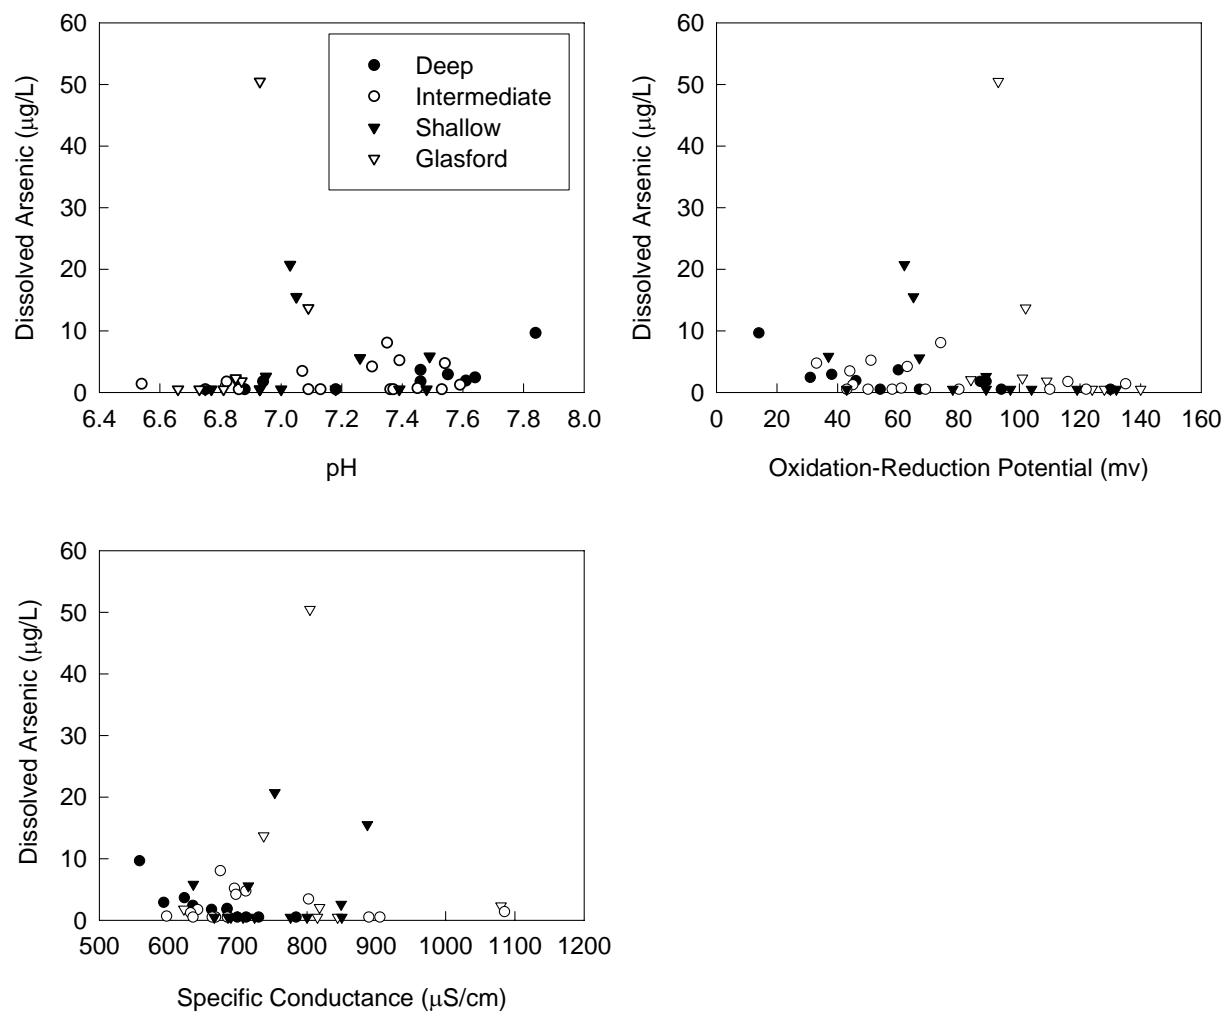 60
50
40
30
20
10
0
Dissolved Arsenic (μg/L)
Deep
Intermediate
Shallow
Glasford
6.4 6.6 6.8 7.0 7.2 7.4 7.6 7.8 8.0
pH
60
50
40
30
20
10
0
Dissolved Arsenic (μg/L)
0 20 40 60 80 100 120 140 160
Oxidation-Reduction Potential (mv)
60
50
40
30
20
10
0
Dissolved Arsenic (μg/L)
500 600 700 800 900 1000 1100 1200
Specific Conductance (μS/cm)